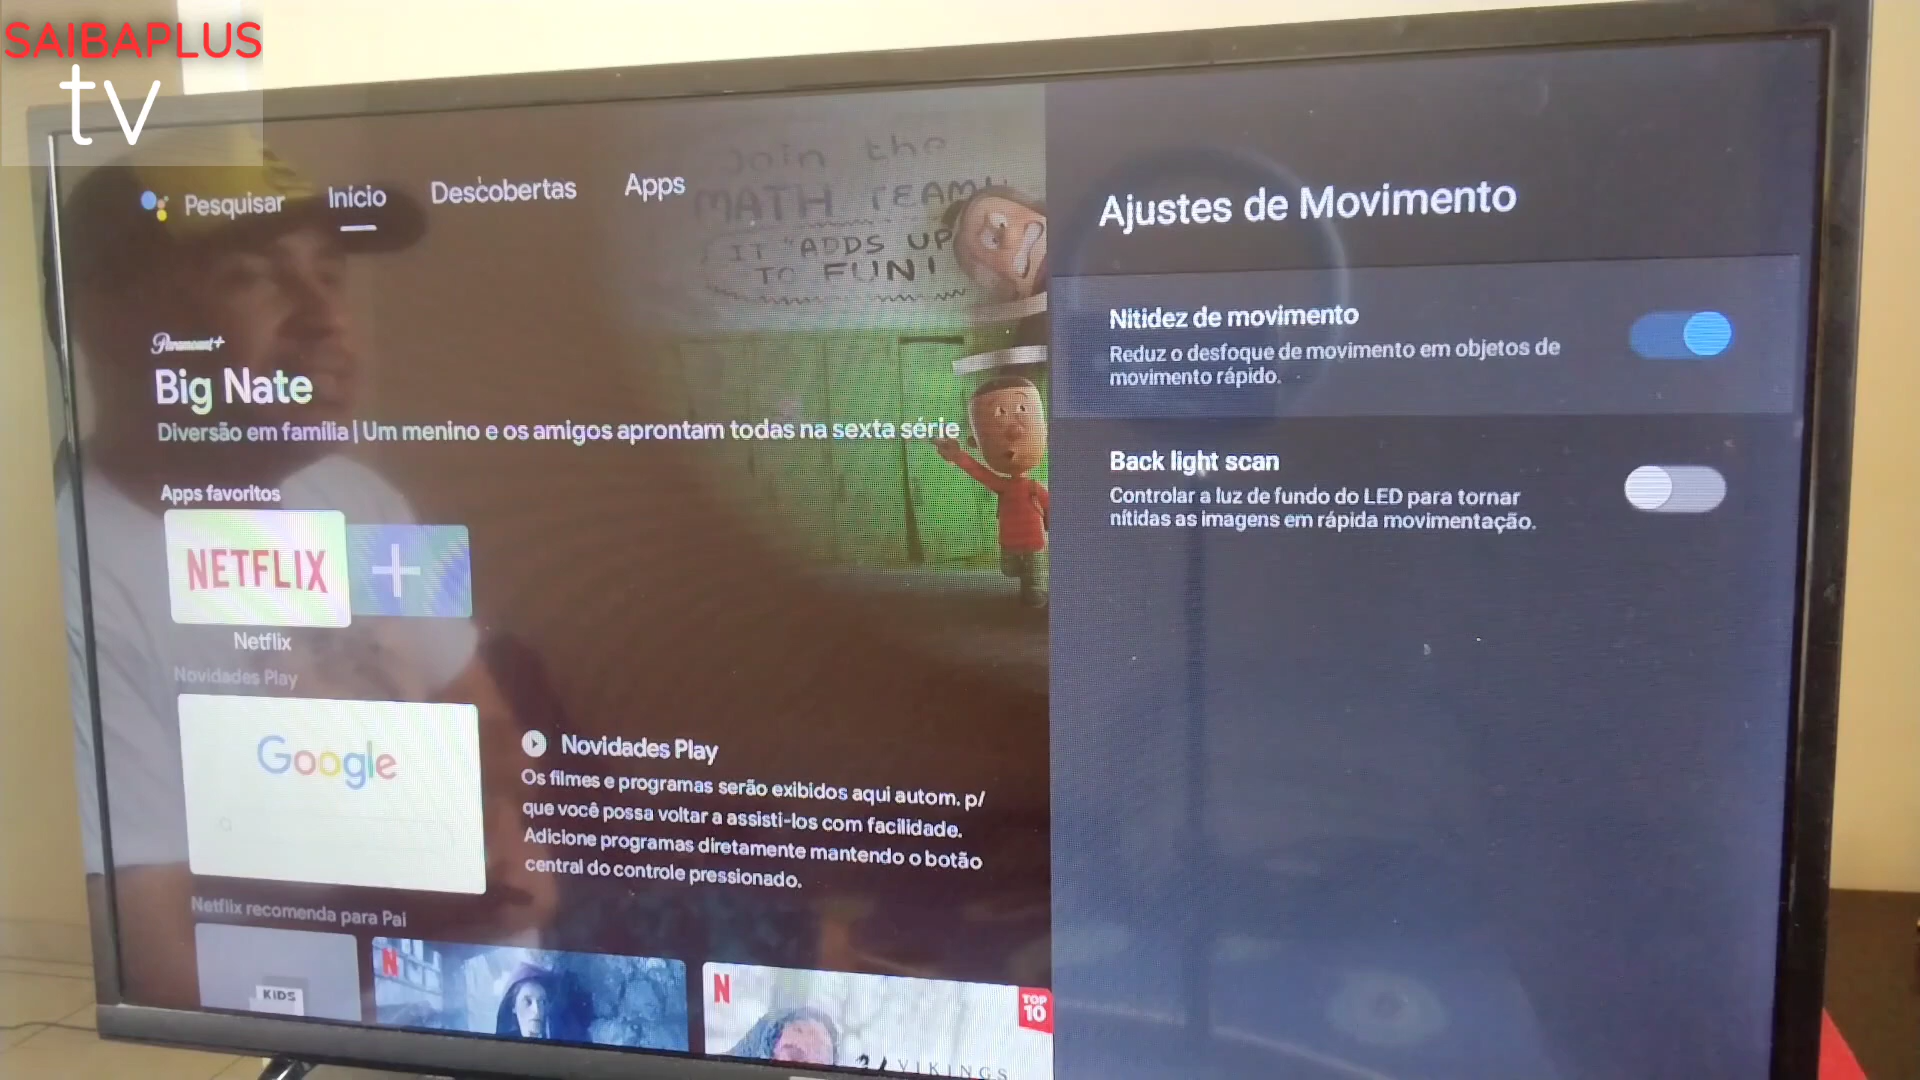 SAIBAPLUS
tv
Pesquisar Início Descobertas Apps
Join the
MATH TEAM!
IT "ADDS UP
TO FUN!
Paramount+
Big Nate
Diversão em família | Um menino e os amigos aprontam todas na sexta série
Apps favoritos
NETFLIX
Netflix
Novidades Play
Google
Novidades Play
Os filmes e programas serão exibidos aqui autom. p/
que você possa voltar a assisti-los com facilidade.
Adicione programas diretamente mantendo o botão
central do controle pressionado.
Netflix recomenda para Pai
KIDS
N
N
TOP
10
VIKINGS
Ajustes de Movimento
Nitidez de movimento
Reduz o desfoque de movimento em objetos de
movimento rápido.
Back light scan
Controlar a luz de fundo do LED para tornar
nítidas as imagens em rápida movimentação.